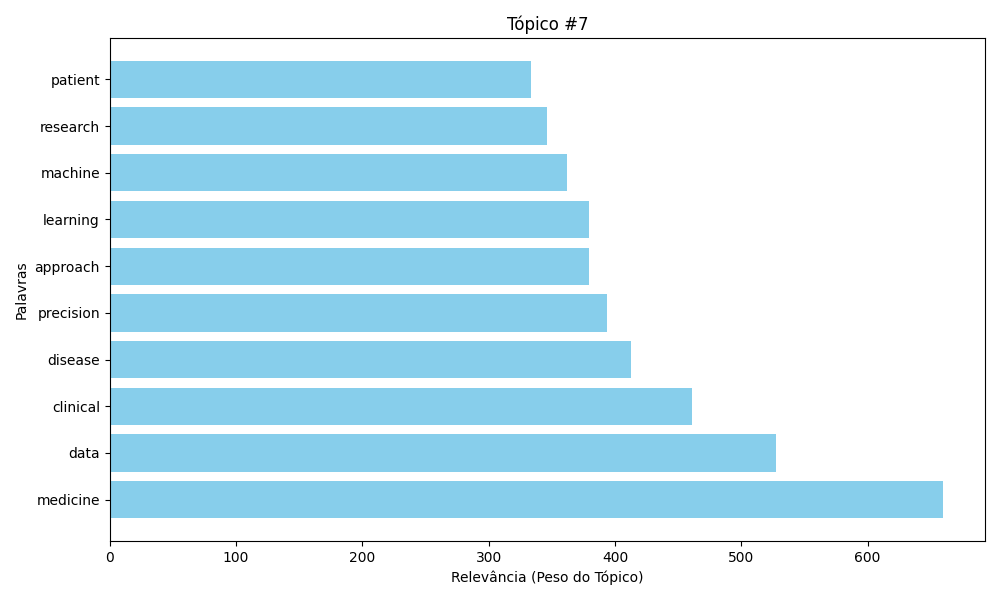 Tópico #7
patient
research
machine
learning
approach
precision
disease
clinical
data
medicine
Palavras
0 100 200 300 400 500 600
Relevância (Peso do Tópico)